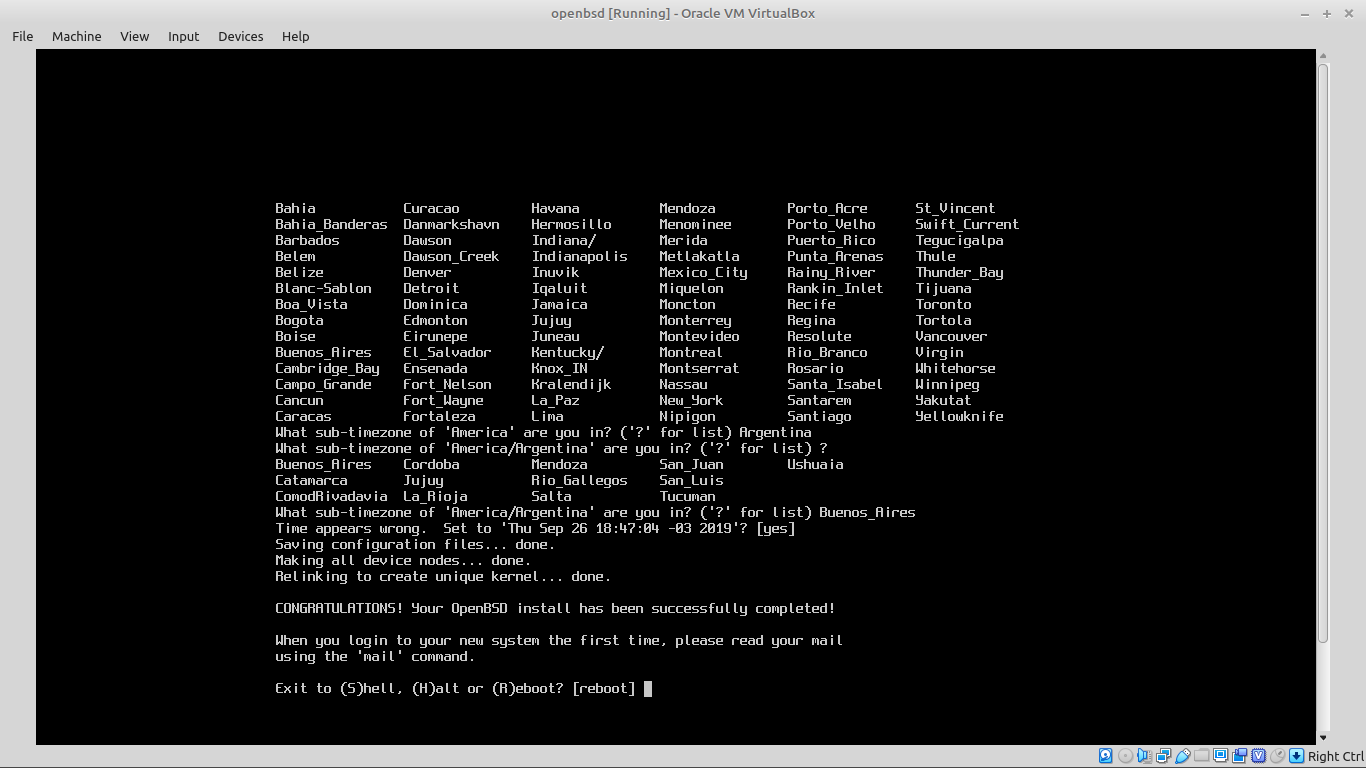 openbsd [Running] - Oracle VM VirtualBox
File Machine View Input Devices Help
Bahia Curacao Havana Mendoza Porto_Acre St_Vincent
Bahia_Banderas Danmarkshavn Hermosillo Menominee Porto_Velho Swift_Current
Barbados Dawson Indiana/ Merida Puerto_Rico Tegucigalpa
Belem Dawson_Creek Indianapolis Metlakatla Punta_Arenas Thule
Belize Denver Inuvik Mexico_City Rainy_River Thunder_Bay
Blanc-Sablon Detroit Iqaluit Miquelon Rankin_Inlet Tijuana
Boa_Vista Dominica Jamaica Moncton Recife Toronto
Bogota Edmonton Jujuy Monterrey Regina Tortola
Boise Eirunepe Juneau Montevideo Resolute Vancouver
Buenos_Aires El_Salvador Kentucky/ Montreal Rio_Branco Virgin
Cambridge_Bay Ensenada Knox_IN Montserrat Rosario Whitehorse
Campo_Grande Fort_Nelson Kralendijk Nassau Santa_Isabel Winnipeg
Cancun Fort_Wayne La_Paz New_York Santarem Yakutat
Caracas Fortaleza Lima Nipigon Santiago Yellowknife
What sub-timezone of 'America' are you in? ('?' for list) Argentina
What sub-timezone of 'America/Argentina' are you in? ('?' for list) ?
Buenos_Aires Cordoba Mendoza San_Juan Ushuaia
Catamarca Jujuy Rio_Gallegos San_Luis
ComodRivadavia La_Rioja Salta Tucuman
What sub-timezone of 'America/Argentina' are you in? ('?' for list) Buenos_Aires
Time appears wrong.  Set to 'Thu Sep 26 18:47:04 -03 2019'? [yes]
Saving configuration files... done.
Making all device nodes... done.
Relinking to create unique kernel... done.
CONGRATULATIONS! Your OpenBSD install has been successfully completed!
When you login to your new system the first time, please read your mail
using the 'mail' command.
Exit to (S)hell, (H)alt or (R)eboot? [reboot]
Right Ctrl